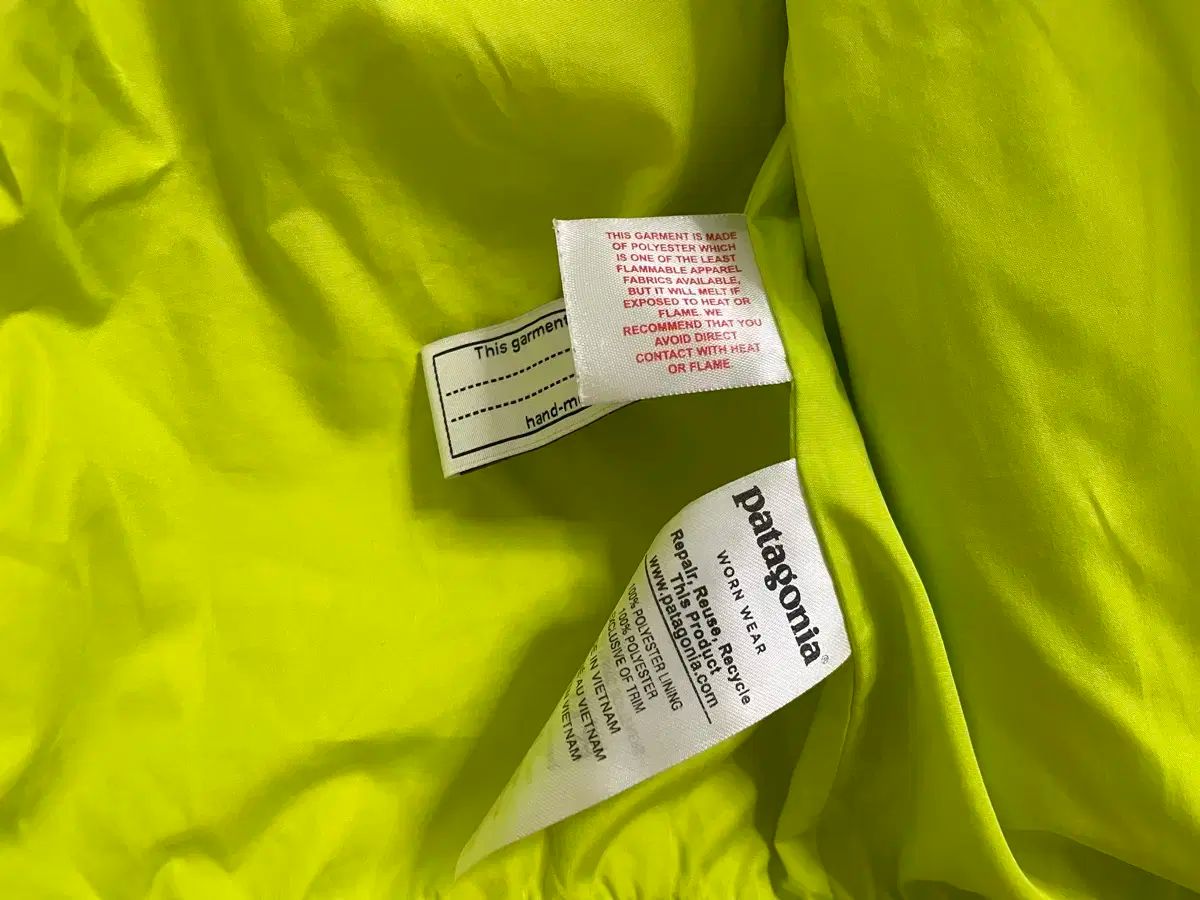 THIS GARMENT IS MADE
OF POLYESTER WHICH
IS ONE OF THE LEAST
FLAMMABLE APPAREL
FABRICS AVAILABLE,
BUT IT WILL MELT IF
EXPOSED TO HEAT OR
FLAME. WE
RECOMMEND THAT YOU
AVOID DIRECT
CONTACT WITH HEAT
OR FLAME.
This garment
patagonia®
WORN WEAR
Repair, Reuse, Recycle
This Product
www.patagonia.com
100% POLYESTER LINING
100% POLYESTER
OF TRIM
IN VIETNAM
AU VIETNAM
VIETNAM